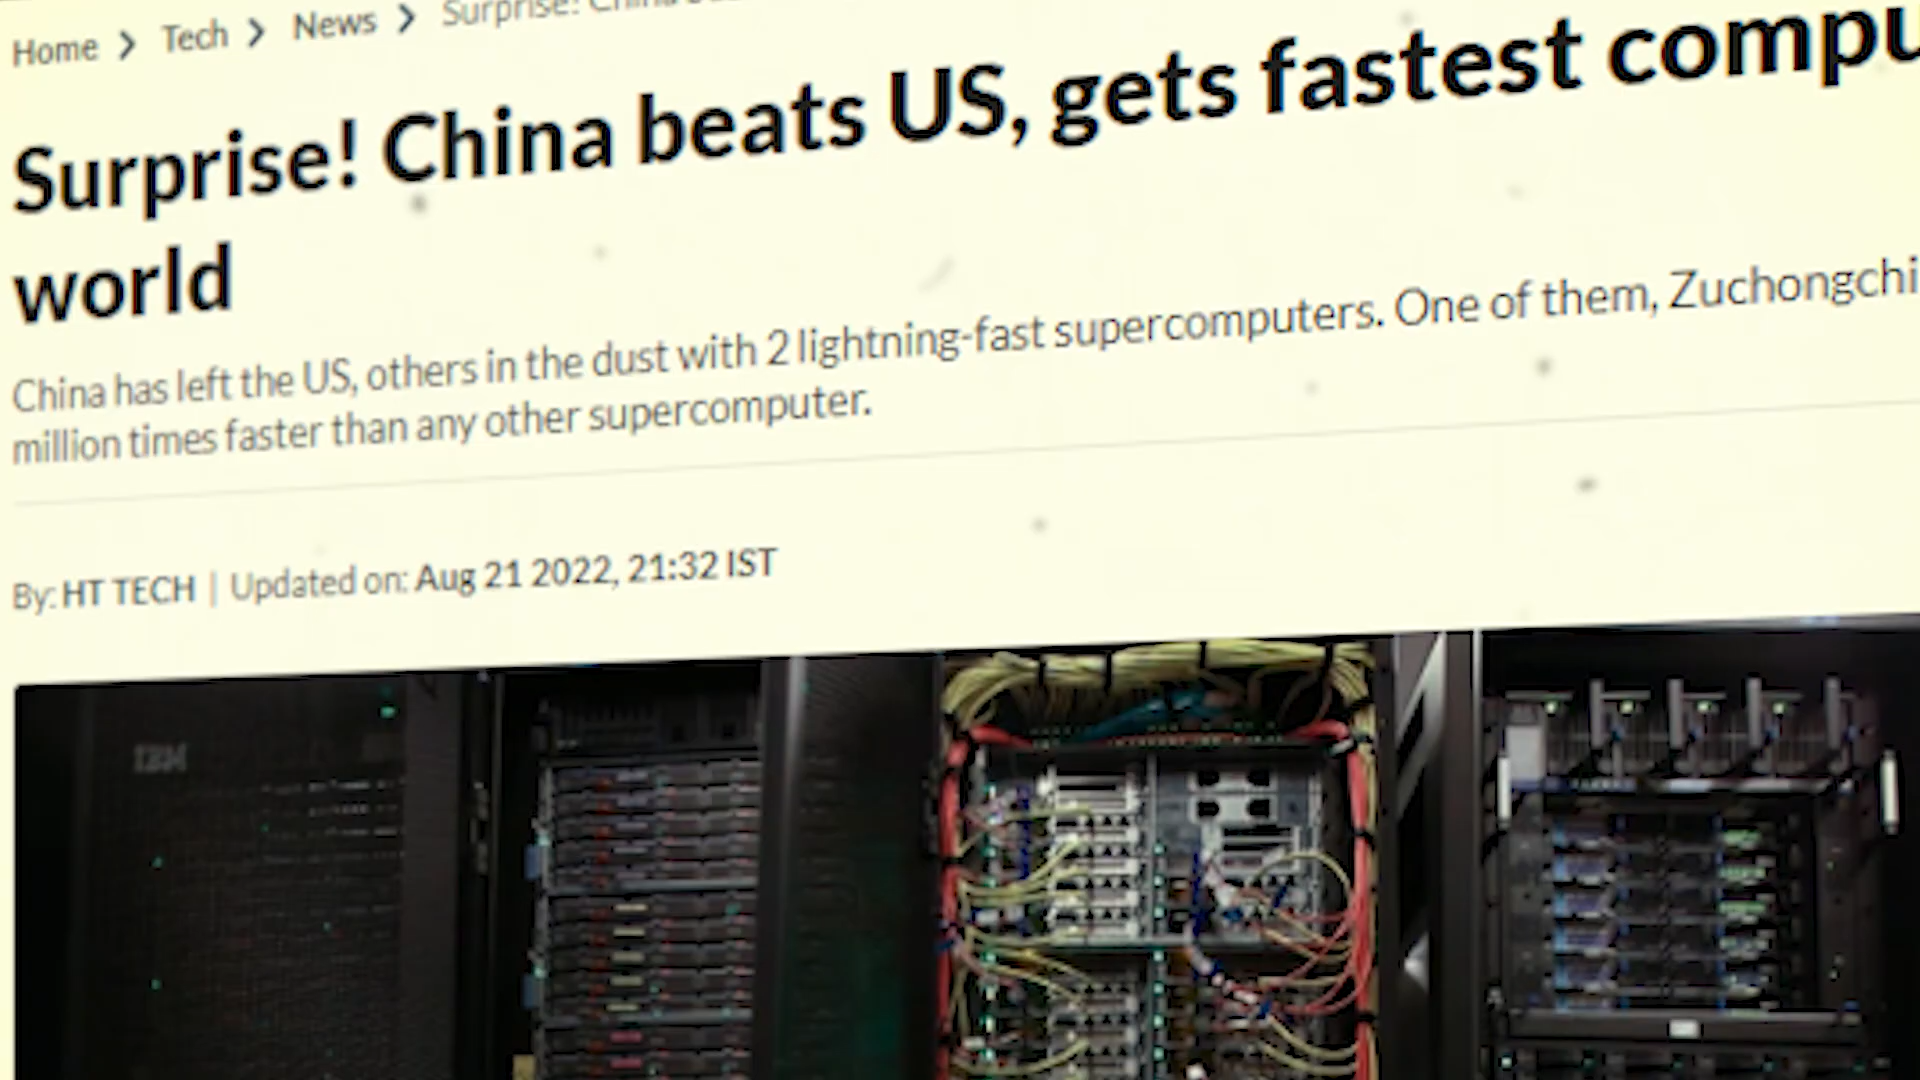 Home > Tech > News > Surprise! China
Surprise! China beats US, gets fastest compu
world
China has left the US, others in the dust with 2 lightning-fast supercomputers. One of them, Zuchongchi
million times faster than any other supercomputer.
By: HT TECH | Updated on: Aug 21 2022, 21:32 IST
IBM